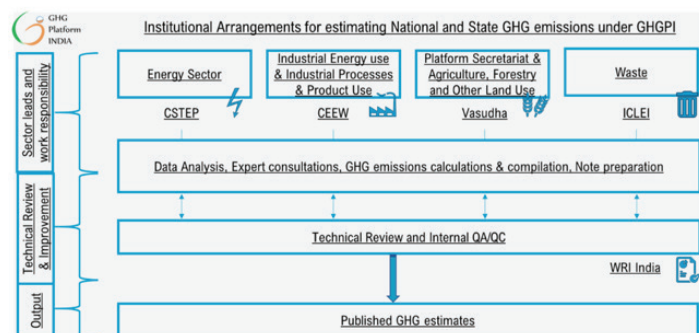 GHG
Platform
INDIA
Institutional Arrangements for estimating National and State GHG emissions under GHGPI
Sector leads and
work responsibility
Energy Sector
Industrial Energy use
& Industrial Processes
& Product Use
Platform Secretariat &
Agriculture, Forestry
and Other Land Use
Waste
CSTEP
CEEW
Vasudha
ICLEI
Data Analysis, Expert consultations, GHG emissions calculations & compilation, Note preparation
Technical Review
& Improvement
Technical Review and Internal QA/QC
WRI India
Output
Published GHG estimates